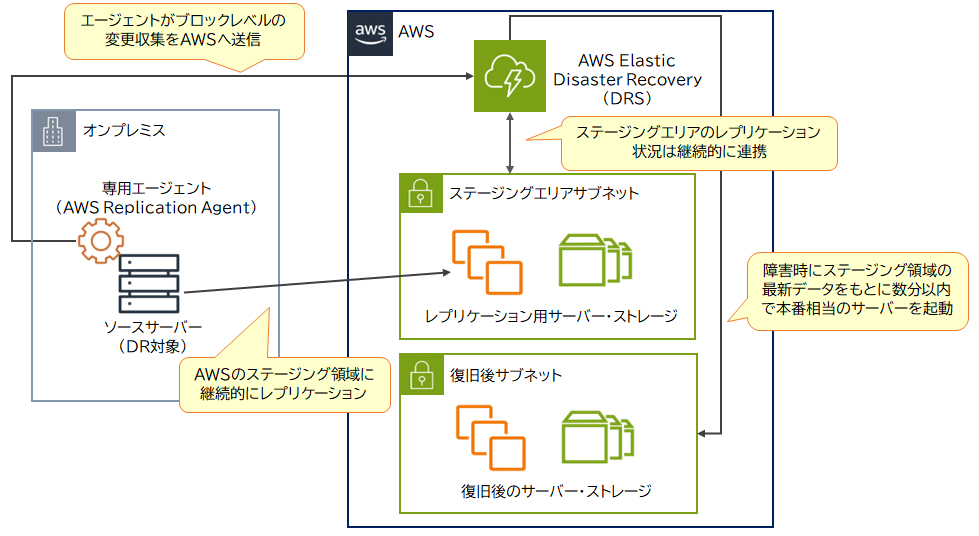 エージェントがブロックレベルの
変更収集をAWSへ送信
aws
AWS
AWS Elastic
Disaster Recovery
(DRS)
オンプレミス
ステージングエリアのレプリケーション
状況は継続的に連携
専用エージェント
(AWS Replication Agent)
ステージングエリアサブネット
障害時にステージング領域の
最新データをもとに数分以内
で本番相当のサーバーを起動
レプリケーション用サーバー・ストレージ
ソースサーバー
(DR対象)
AWSのステージング領域に
継続的にレプリケーション
復旧後サブネット
復旧後のサーバー・ストレージ